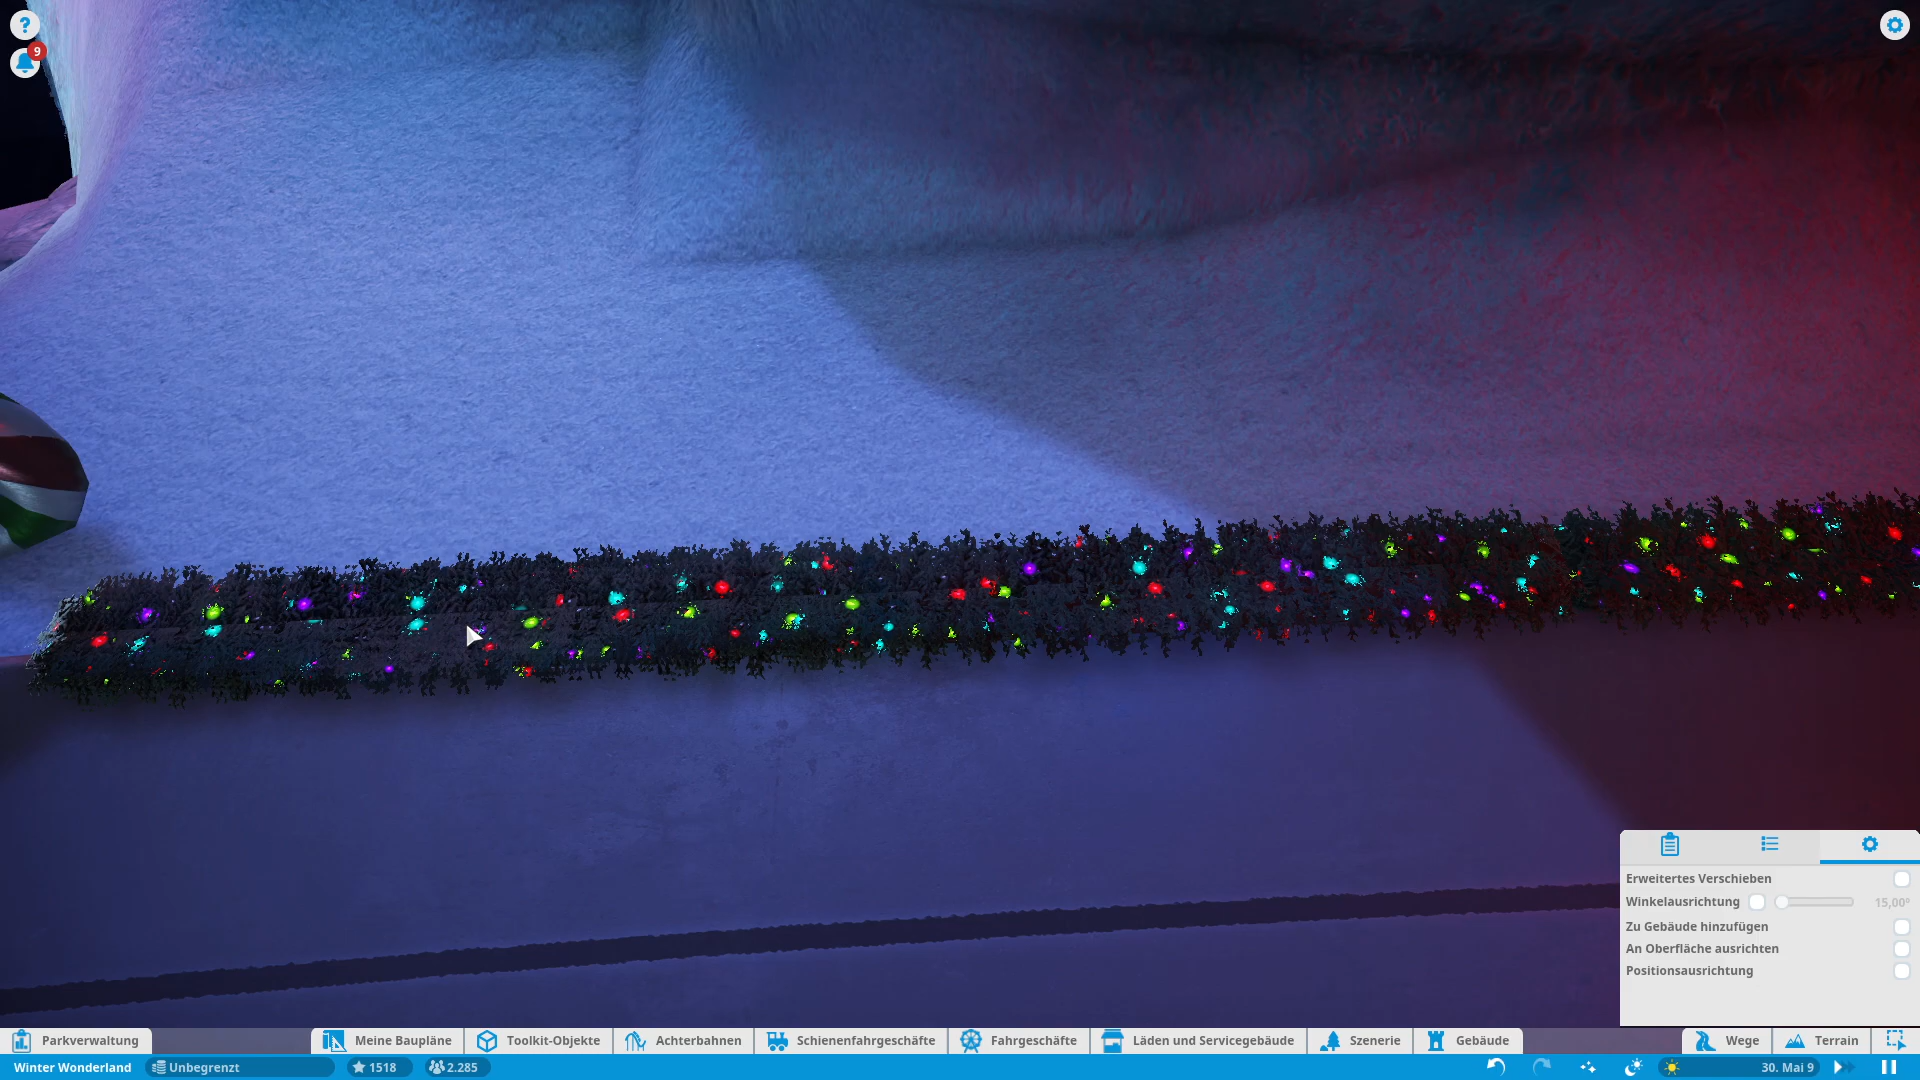 ?
9
Erweitertes Verschieben
Winkelausrichtung 15,00°
Zu Gebäude hinzufügen
An Oberfläche ausrichten
Positionsausrichtung
Parkverwaltung Meine Baupläne Toolkit-Objekte Achterbahnen Schienenfahrgeschäfte Fahrgeschäfte Läden und Servicegebäude Szenerie Gebäude Wege Terrain
Winter Wonderland Unbegrenzt 1518 2.285 30. Mai 9